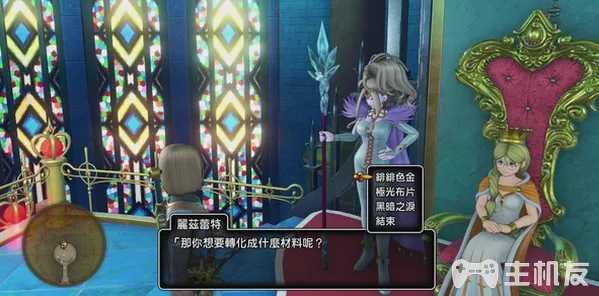 緋緋色金
極光布片
黑暗之淚
結束
麗茲蕾特
「那你想要轉化成什麼材料呢？
主机友